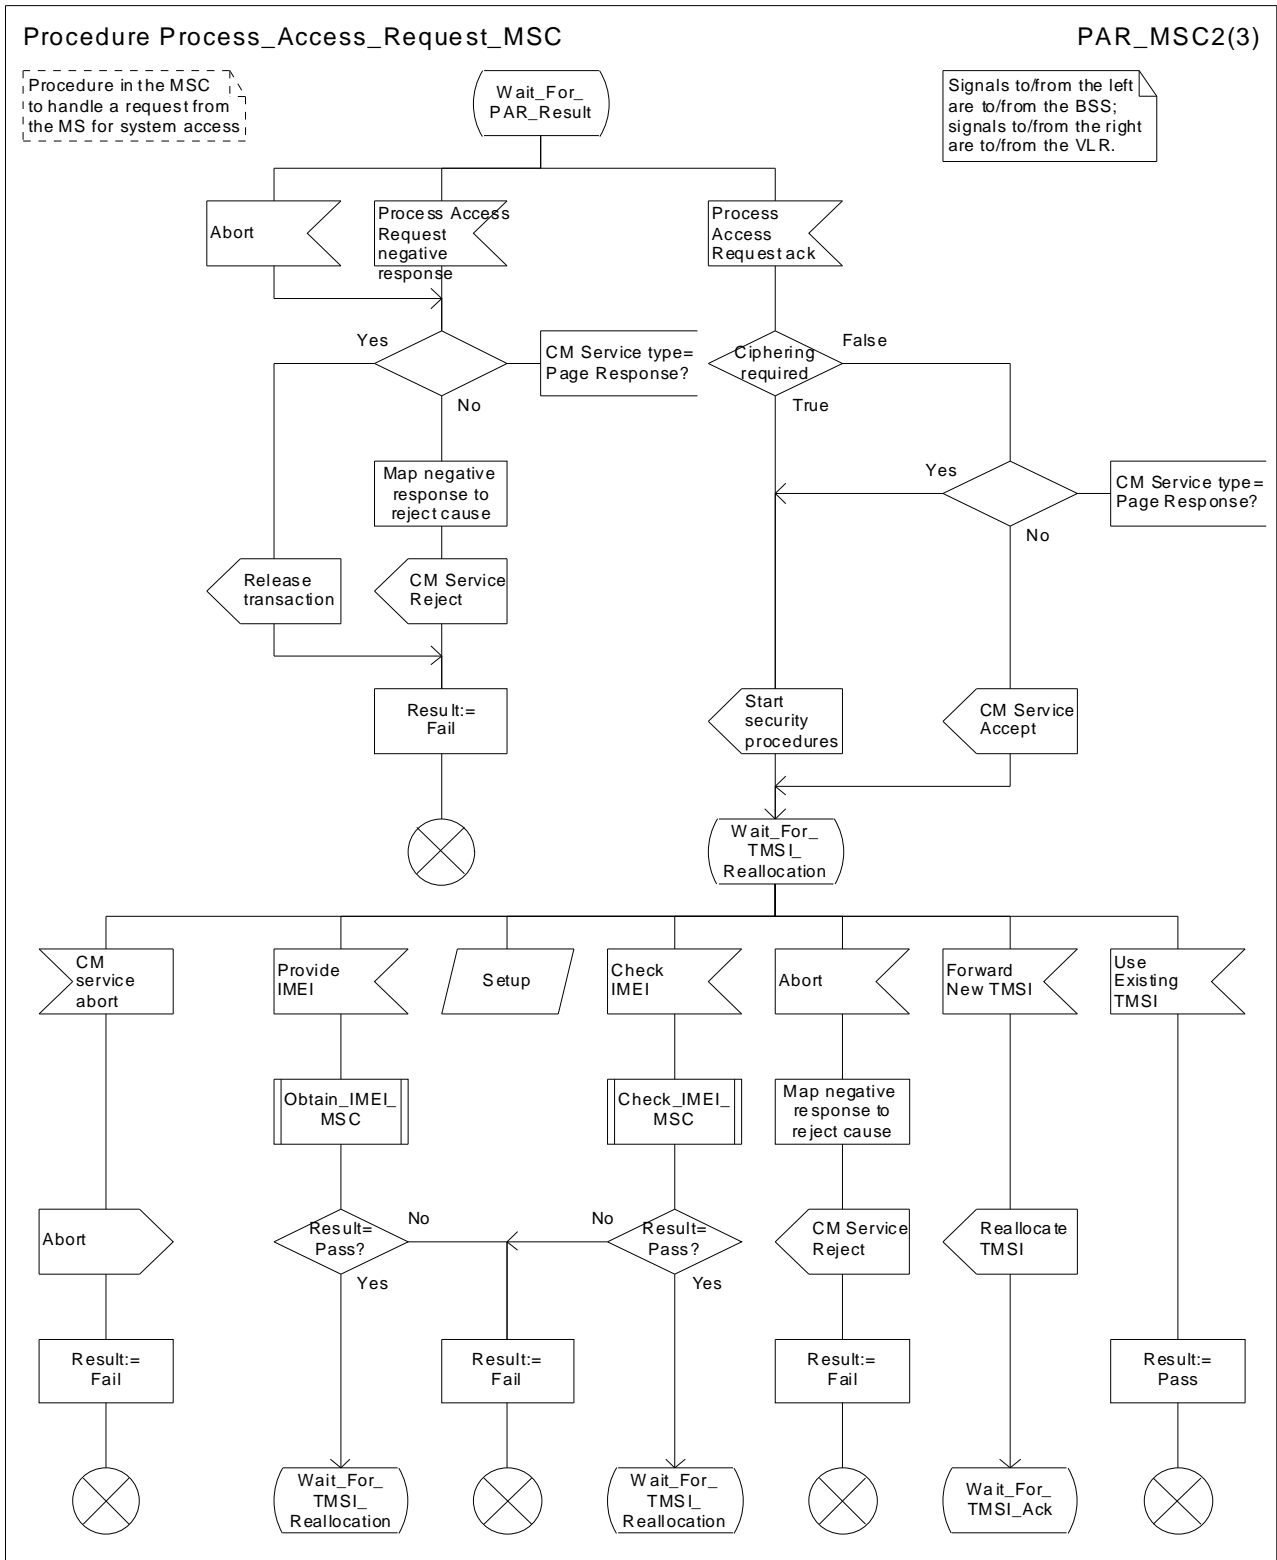 Procedure Process_Access_Request_MSC
PAR_MSC2(3)
Procedure in the MSC
to handle a request from
the MS for system access
Wait_For_
PAR_Result
Signals to/from the left
are to/from the BSS;
signals to/from the right
are to/from the VLR.
Abort
Process Access
Request
negative
response
Process
Access
Request ack
Yes
CM Service type=
Page Response?
No
Ciphering
required
False
True
Map negative
response to
reject cause
Yes
CM Service type=
Page Response?
No
Release
transaction
CM Service
Reject
Result:=
Fail
Start
security
procedures
CM Service
Accept
Wait_For_
TMSI_
Reallocation
CM
service
abort
Provide
IMEI
Setup
Check
IMEI
Abort
Forward
New TMSI
Use
Existing
TMSI
Obtain_IMEI_
MSC
Check_IMEI_
MSC
Map negative
response to
reject cause
Abort
Result=
Pass?
No
Yes
No
Result=
Pass?
Yes
CM Service
Reject
Reallocate
TMSI
Result:=
Fail
Result:=
Fail
Result:=
Fail
Result:=
Pass
Wait_For_
TMSI_
Reallocation
Wait_For_
TMSI_
Reallocation
Wait_For_
TMSI_Ack